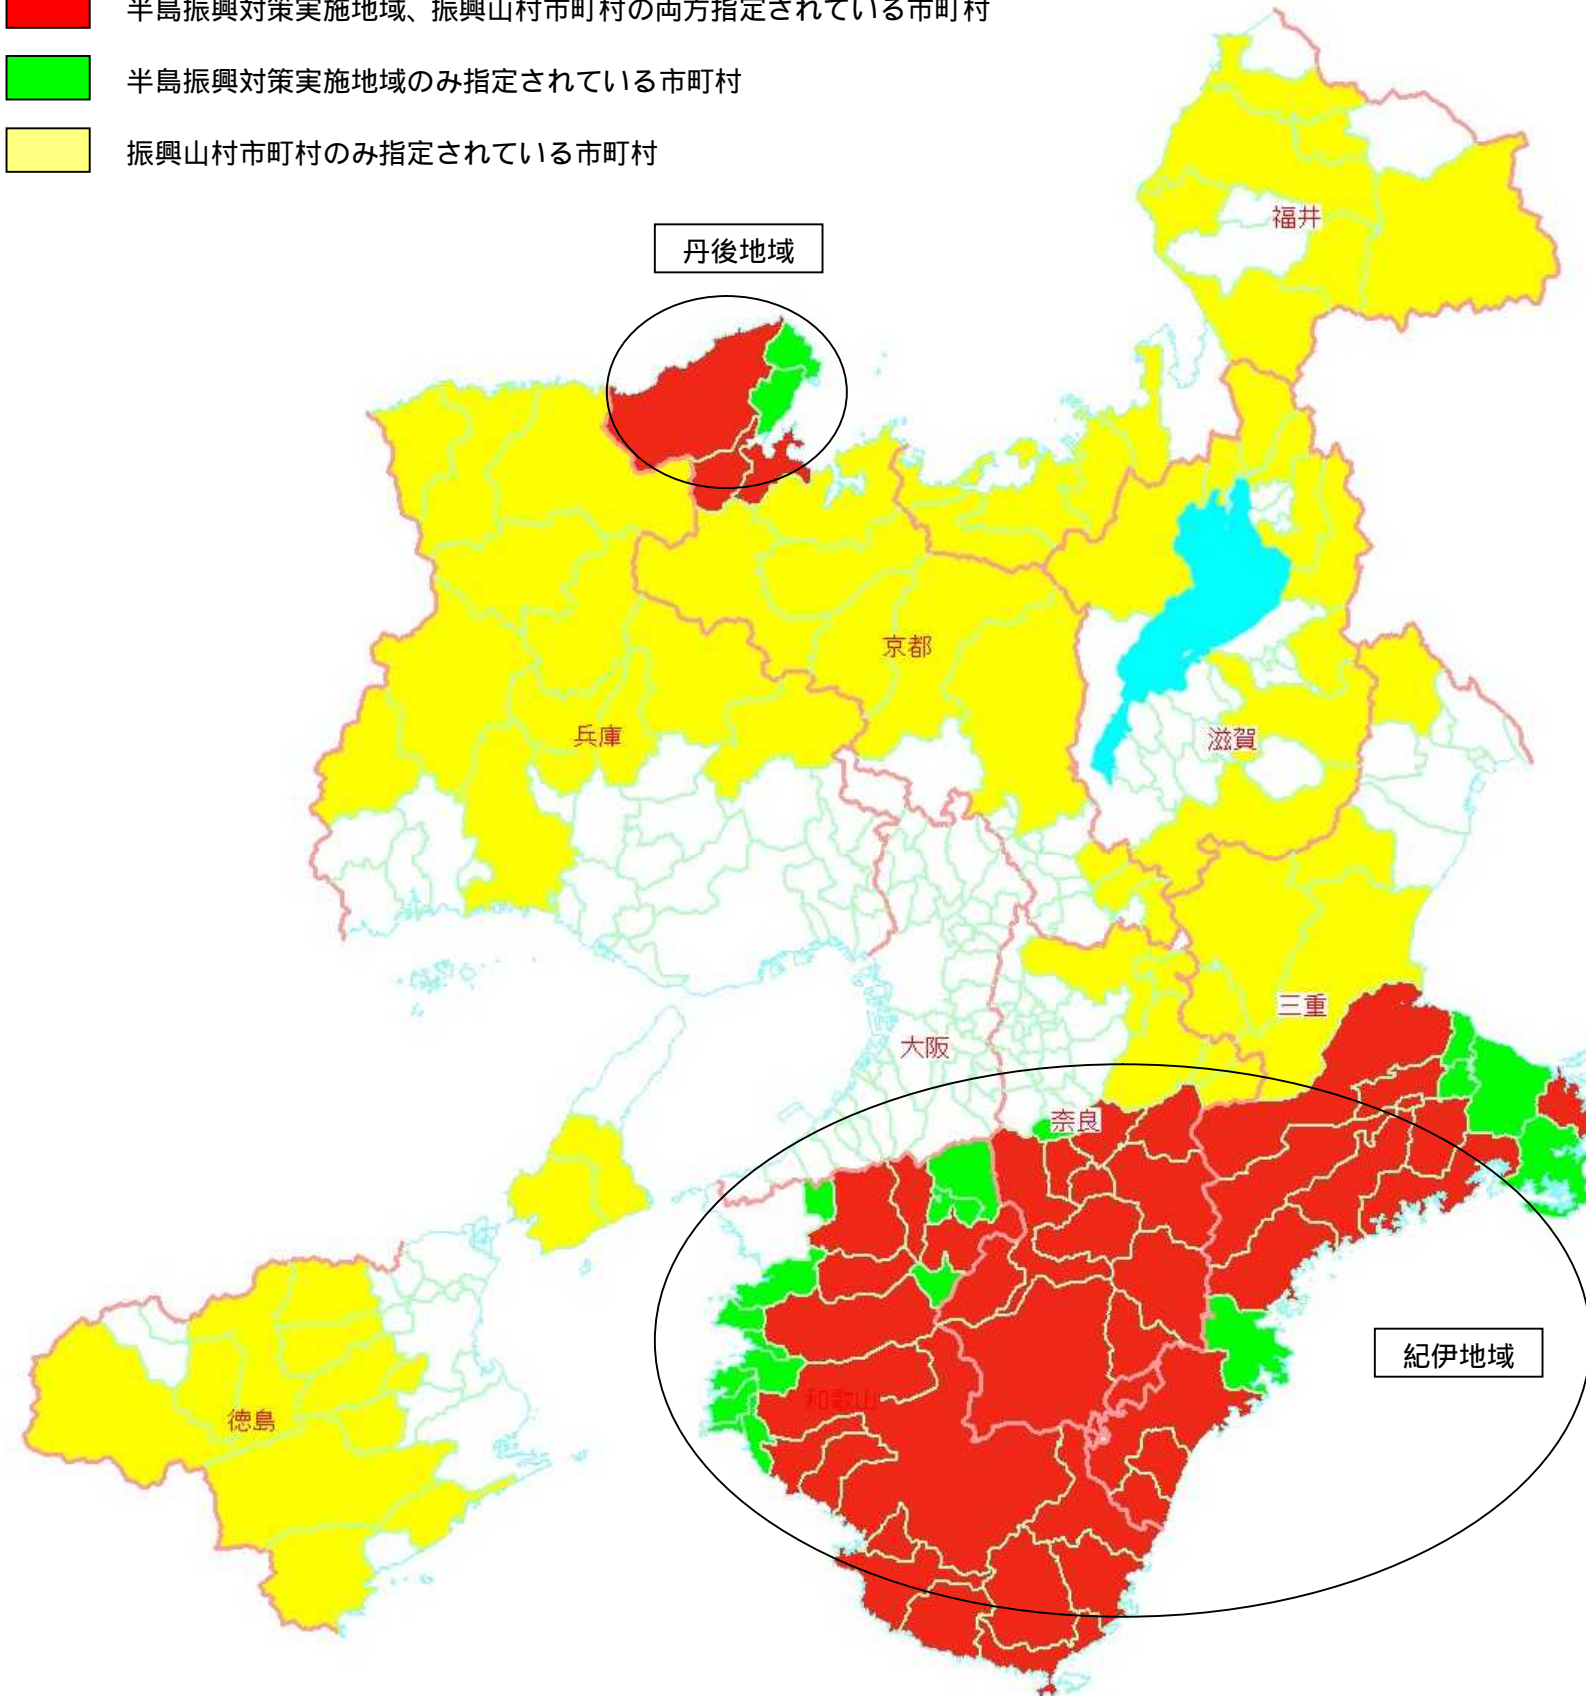 半島振興対策実施地域、振興山村市町村の両方指定されている市町村
半島振興対策実施地域のみ指定されている市町村
振興山村市町村のみ指定されている市町村
福井
丹後地域
京都
兵庫
滋賀
三重
大阪
奈良
紀伊地域
和歌山
徳島